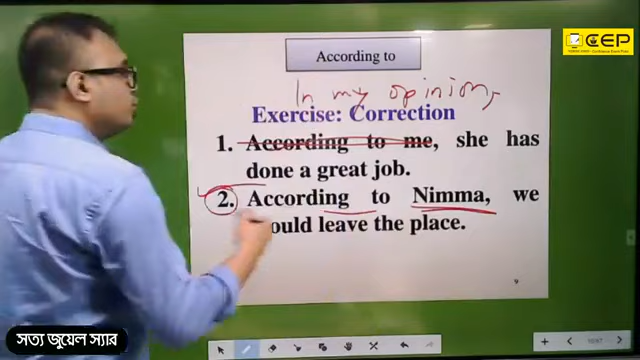 According to
In my opinion,
Exercise: Correction
1. According to me, she has
done a great job.
2. According to Nimma, we
ould leave the place.
9
CEP
সত্য জুয়েল স্যার